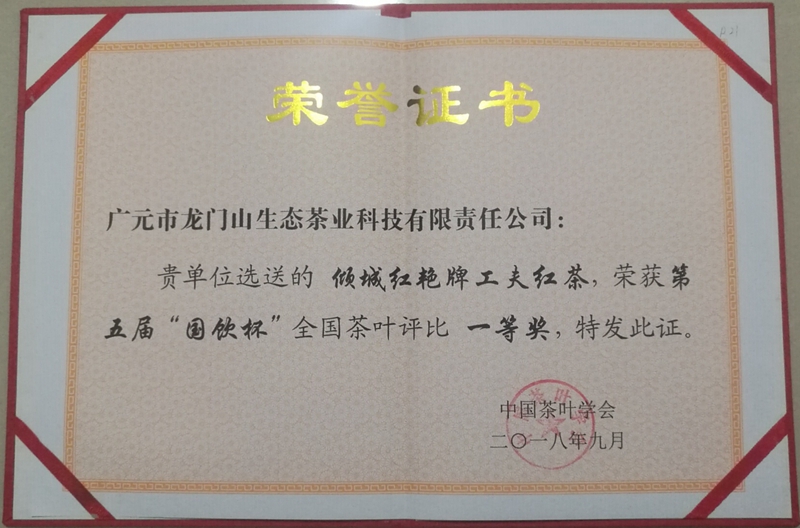 荣誉证书
广元市龙门山生态茶业科技有限责任公司：
贵单位选送的 倾城红艳牌工夫红茶，荣获第
五届“国饮杯”全国茶叶评比 一等奖，特发此证。
中国茶叶学会
二〇一八年九月